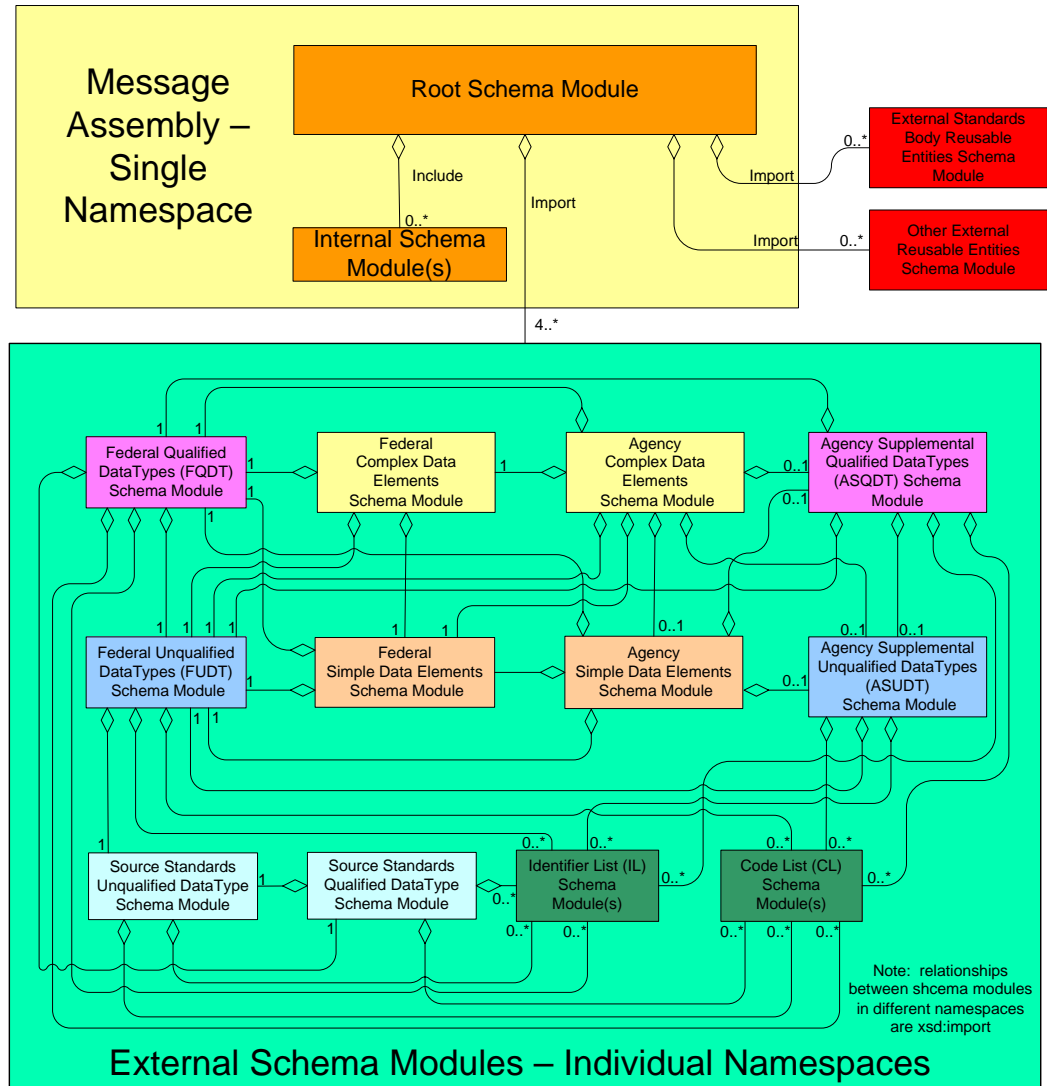 Message
Assembly –
Single
Namespace
Root Schema Module
Include
0..*
Internal Schema
Module(s)
Import
4..*
Import
0..*
External Standards
Body Reusable
Entities Schema
Module
Import
0..*
Other External
Reusable Entities
Schema Module
1
1
Federal Qualified
DataTypes (FQDT)
Schema Module
1
1
1
Federal
Complex Data
Elements
Schema Module
1
Agency
Complex Data
Elements
Schema Module
0..1
0..1
Agency Supplemental
Qualified DataTypes
(ASQDT) Schema
Module
1
1
1
1
Federal Unqualified
DataTypes (FUDT)
Schema Module
1
1
1
1
1
Federal
Simple Data Elements
Schema Module
0..1
Agency
Simple Data Elements
Schema Module
0..1
0..1
0..1
Agency Supplemental
Unqualified DataTypes
(ASUDT)
Schema Module
1
Source Standards
Unqualified DataType
Schema Module
1
Source Standards
Qualified DataType
Schema Module
1
0..*
0..*
0..*
Identifier List (IL)
Schema
Module(s)
0..*
0..*
0..*
0..*
0..*
Code List (CL)
Schema
Module(s)
0..*
0..*
0..*
0..*
Note: relationships
between shcema modules
in different namespaces
are xsd:import
External Schema Modules – Individual Namespaces